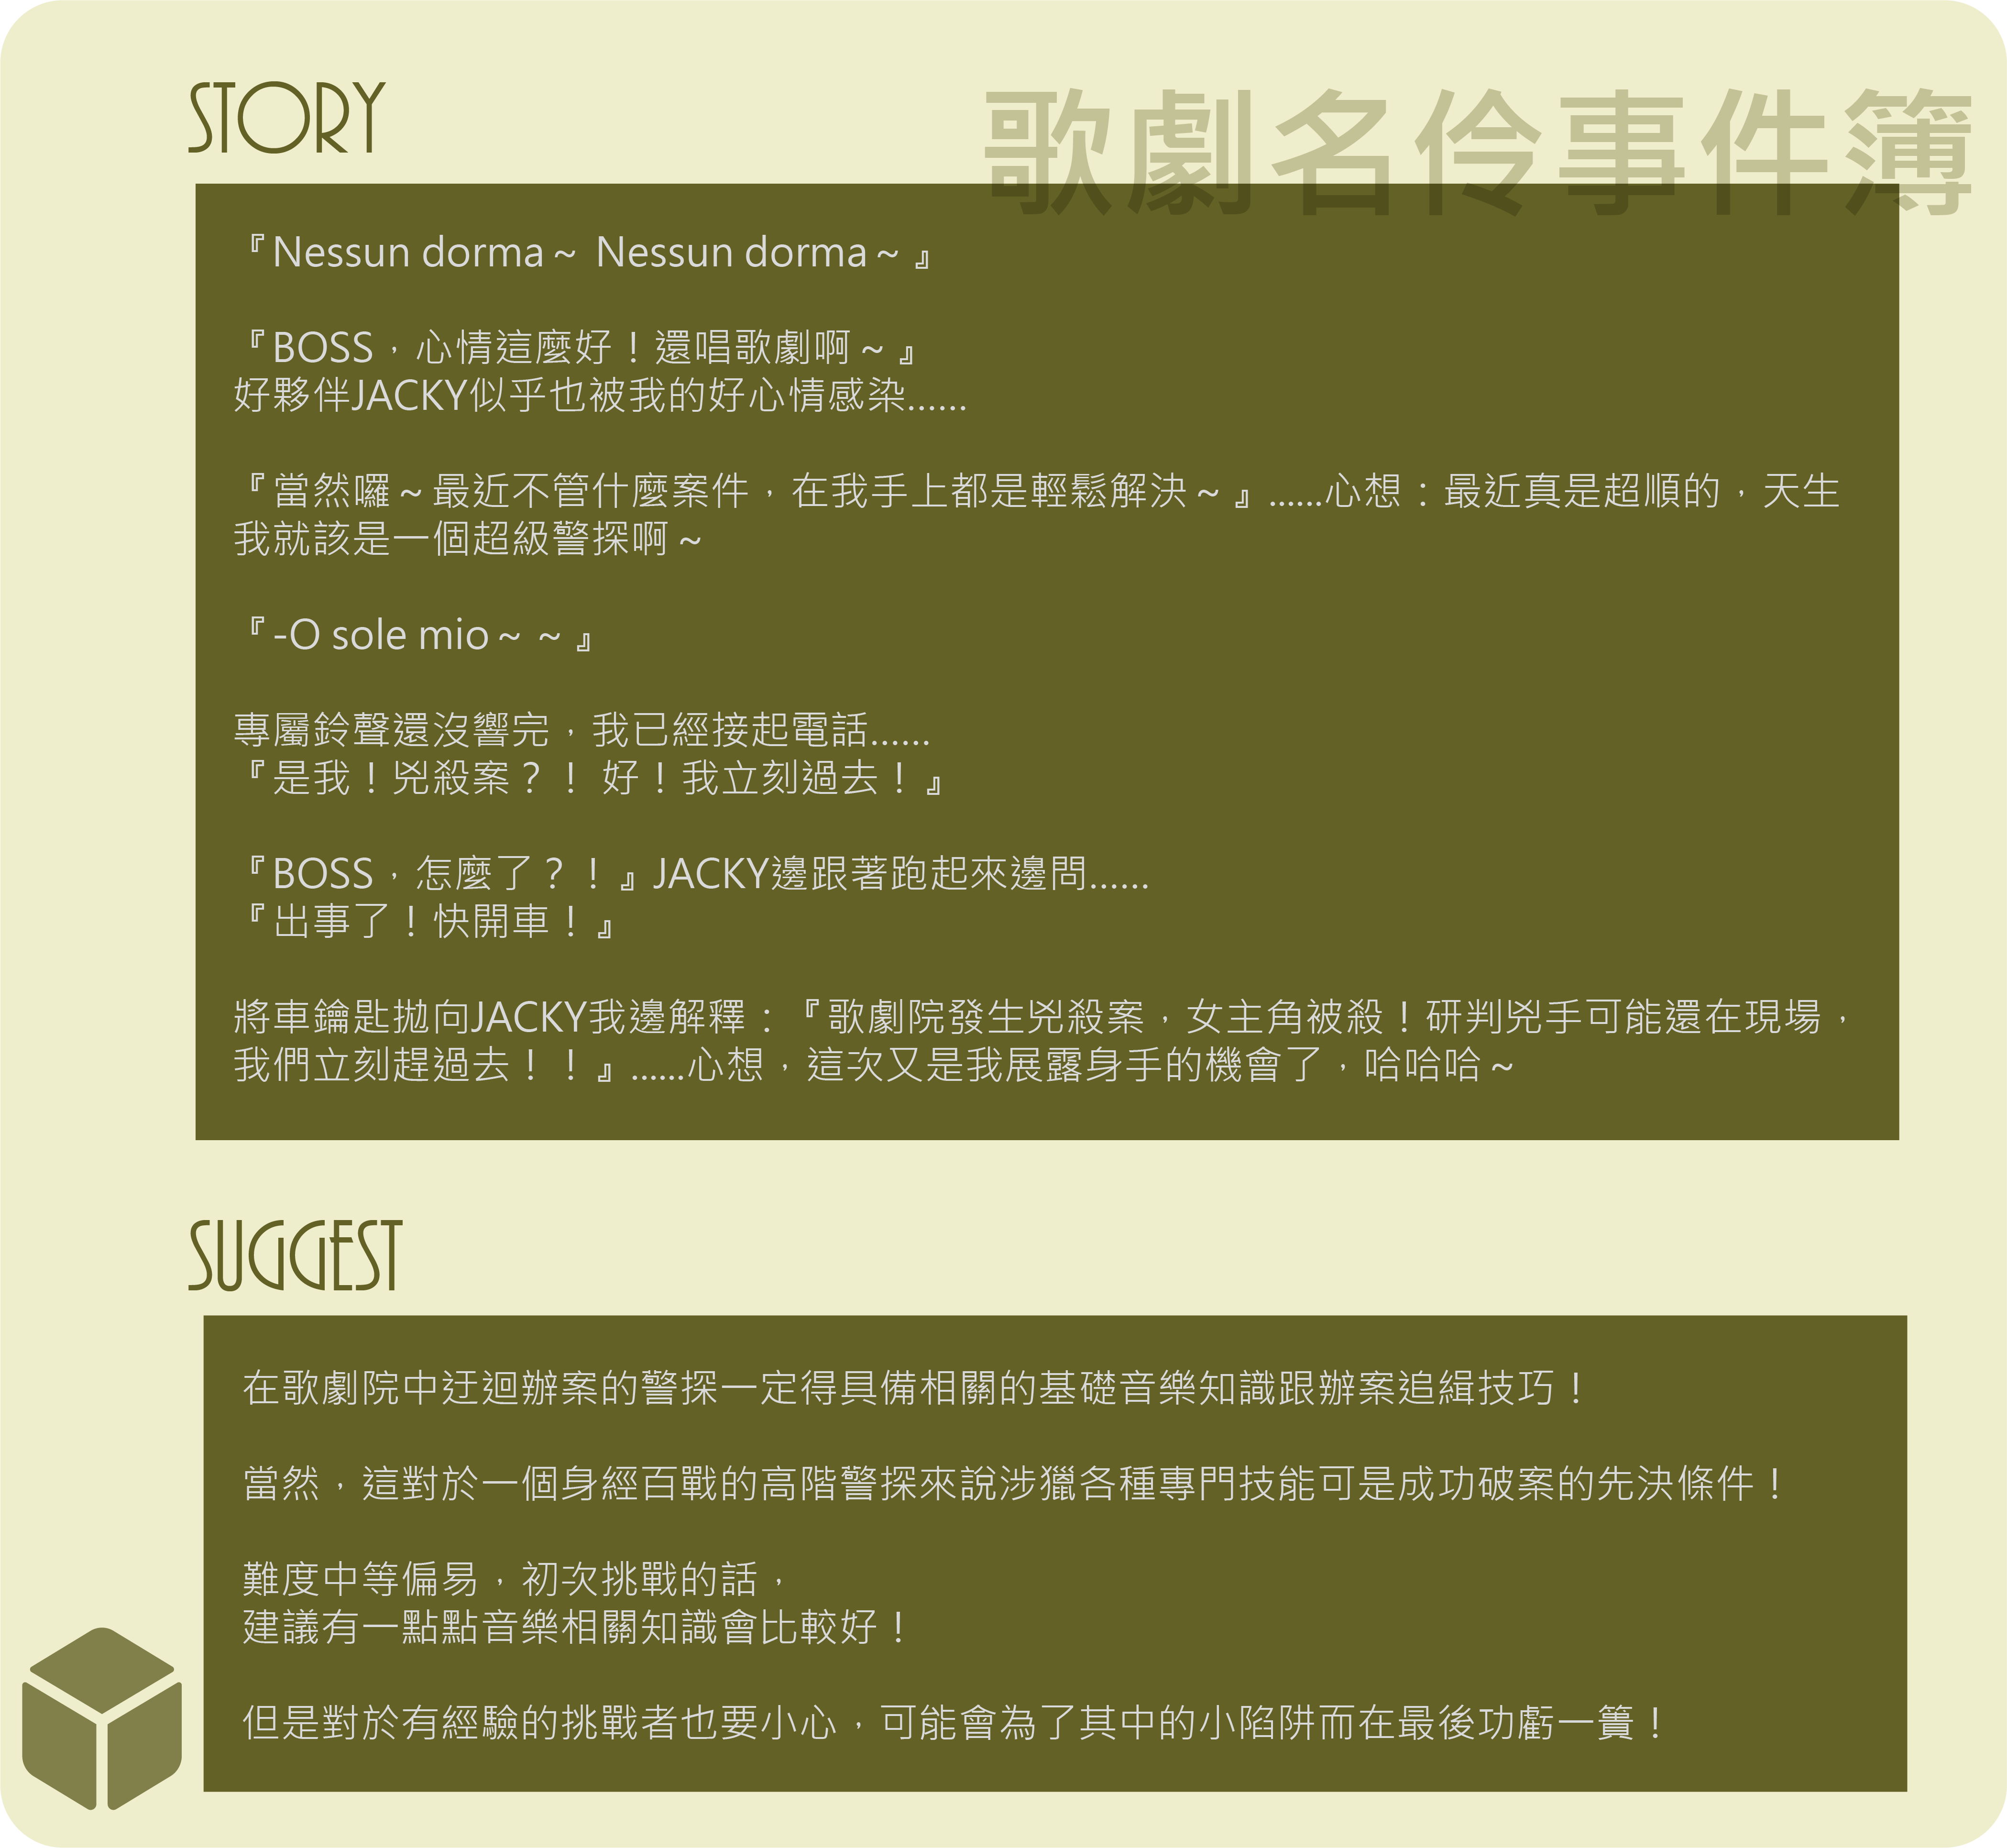 STORY
歌劇名伶事件簿
『Nessun dorma～ Nessun dorma～』
『BOSS，心情這麼好！還唱歌劇啊～』
好夥伴JACKY似乎也被我的好心情感染......
『當然囉～最近不管什麼案件，在我手上都是輕鬆解決～』......心想：最近真是超順的，天生
我就該是一個超級警探啊～
『-O sole mio～～』
專屬鈴聲還沒響完，我已經接起電話......
『是我！兇殺案？！ 好！我立刻過去！』
『BOSS，怎麼了？！』JACKY邊跟著跑起來邊問......
『出事了！快開車！』
將車鑰匙拋向JACKY我邊解釋：『歌劇院發生兇殺案，女主角被殺！研判兇手可能還在現場，
我們立刻趕過去！！』......心想，這次又是我展露身手的機會了，哈哈哈～
SUGGEST
在歌劇院中迂迴辦案的警探一定得具備相關的基礎音樂知識跟辦案追緝技巧！
當然，這對於一個身經百戰的高階警探來說涉獵各種專門技能可是成功破案的先決條件！
難度中等偏易，初次挑戰的話，
建議有一點點音樂相關知識會比較好！
但是對於有經驗的挑戰者也要小心，可能會為了其中的小陷阱而在最後功虧一簣！